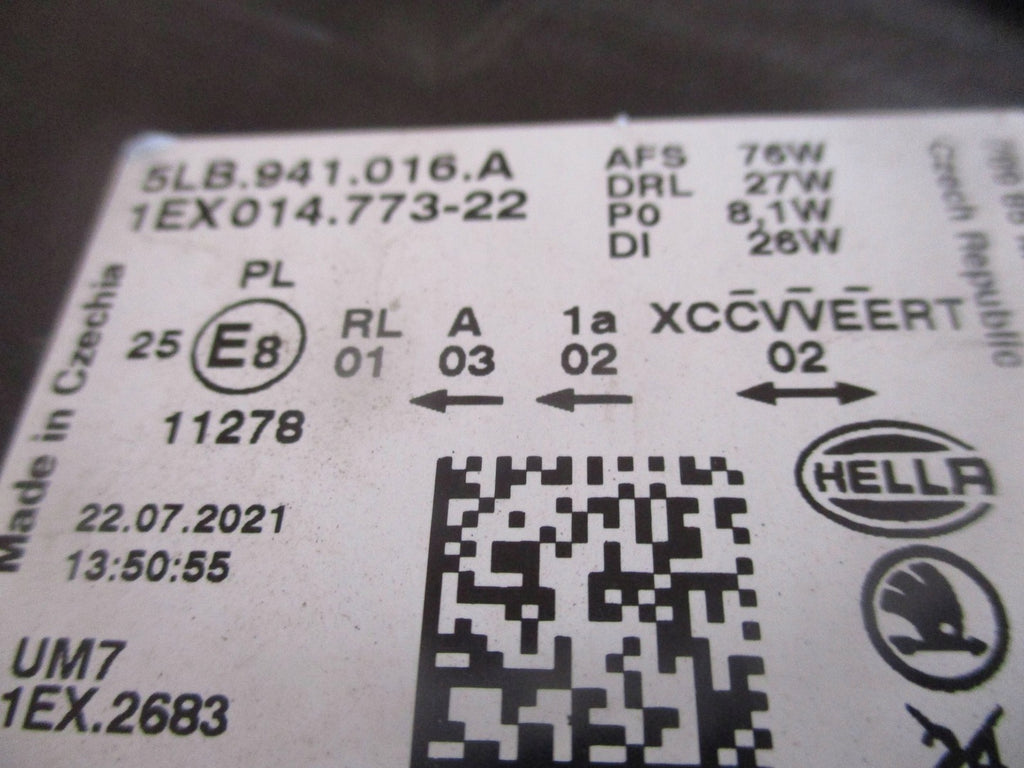 5LB.941.016.A
1EX014.773-22
AFS 76W
DRL 27W
P0 8,1W
DI 26W
Czech Republic
Made in Czechia
PL
25 E8
11278
RL A 1a XCC̅VV̅EE̅RT
01 03 02 02
HELLA
22.07.2021
13:50:55
UM7
1EX.2683